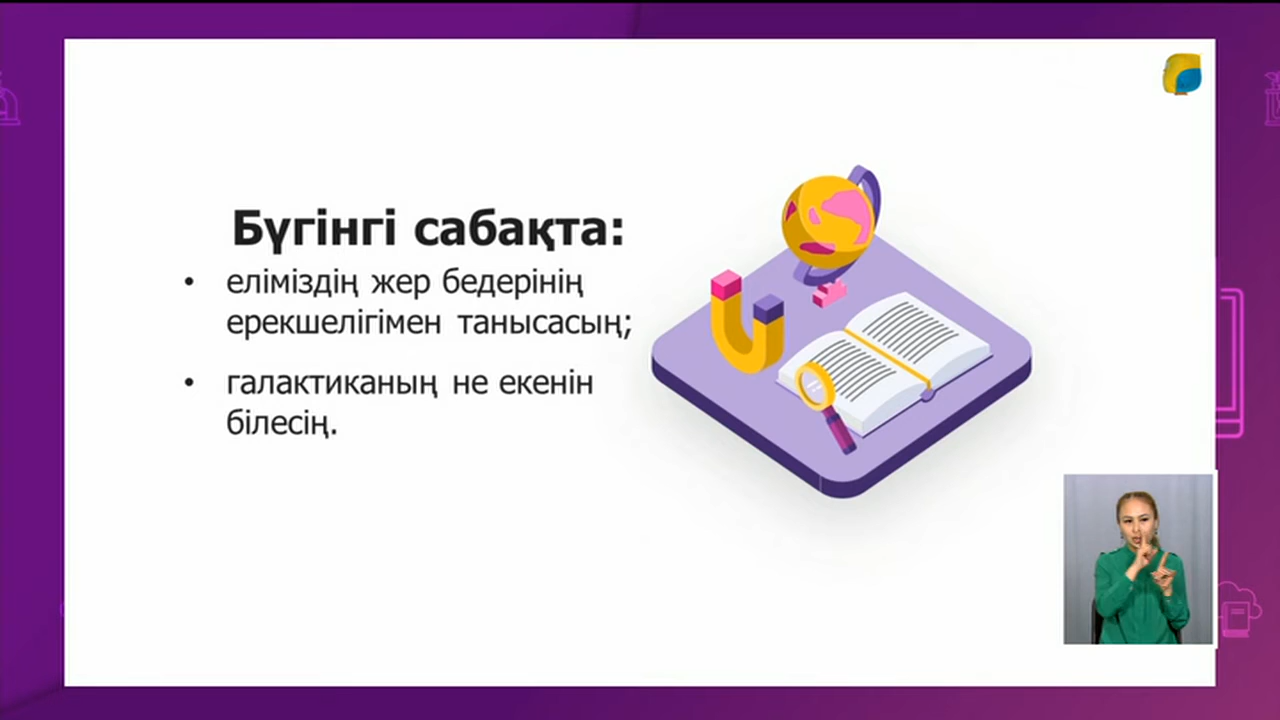 Бүгінгі сабақта:
• еліміздің жер бедерінің
ерекшелігімен танысасың;
• галактиканың не екенін
білесің.